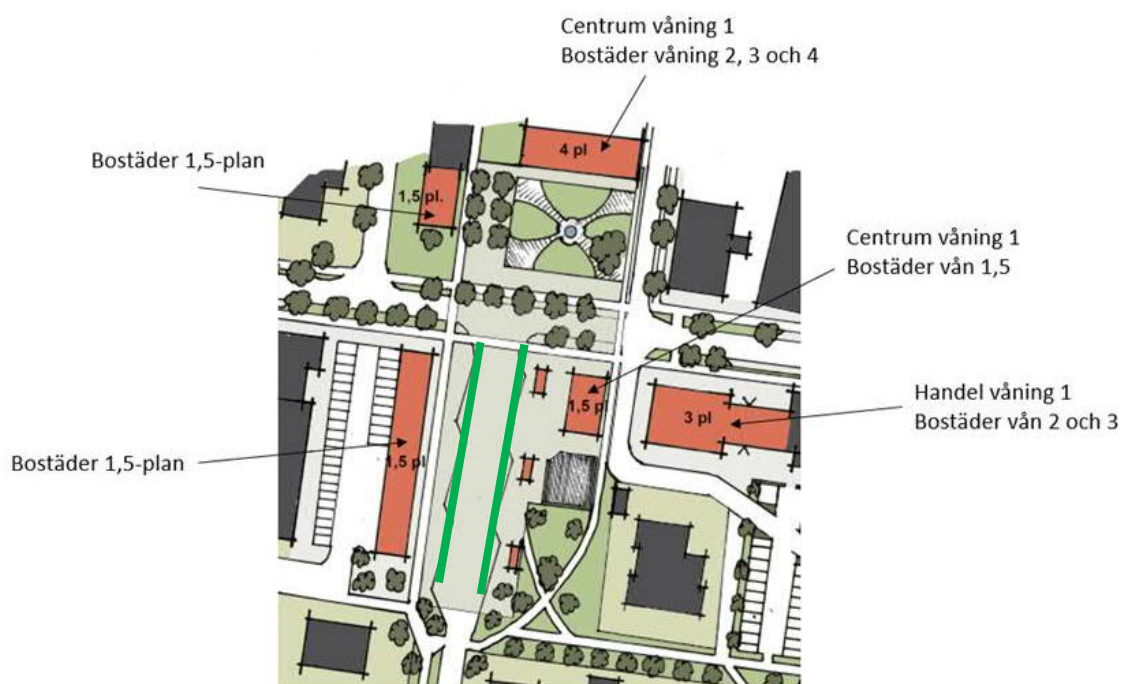 Centrum våning 1
Bostäder våning 2, 3 och 4
Bostäder 1,5-plan
4 pl
1,5 pl.
Centrum våning 1
Bostäder vån 1,5
1,5 pl
3 pl
Handel våning 1
Bostäder vån 2 och 3
Bostäder 1,5-plan
1,5 pl